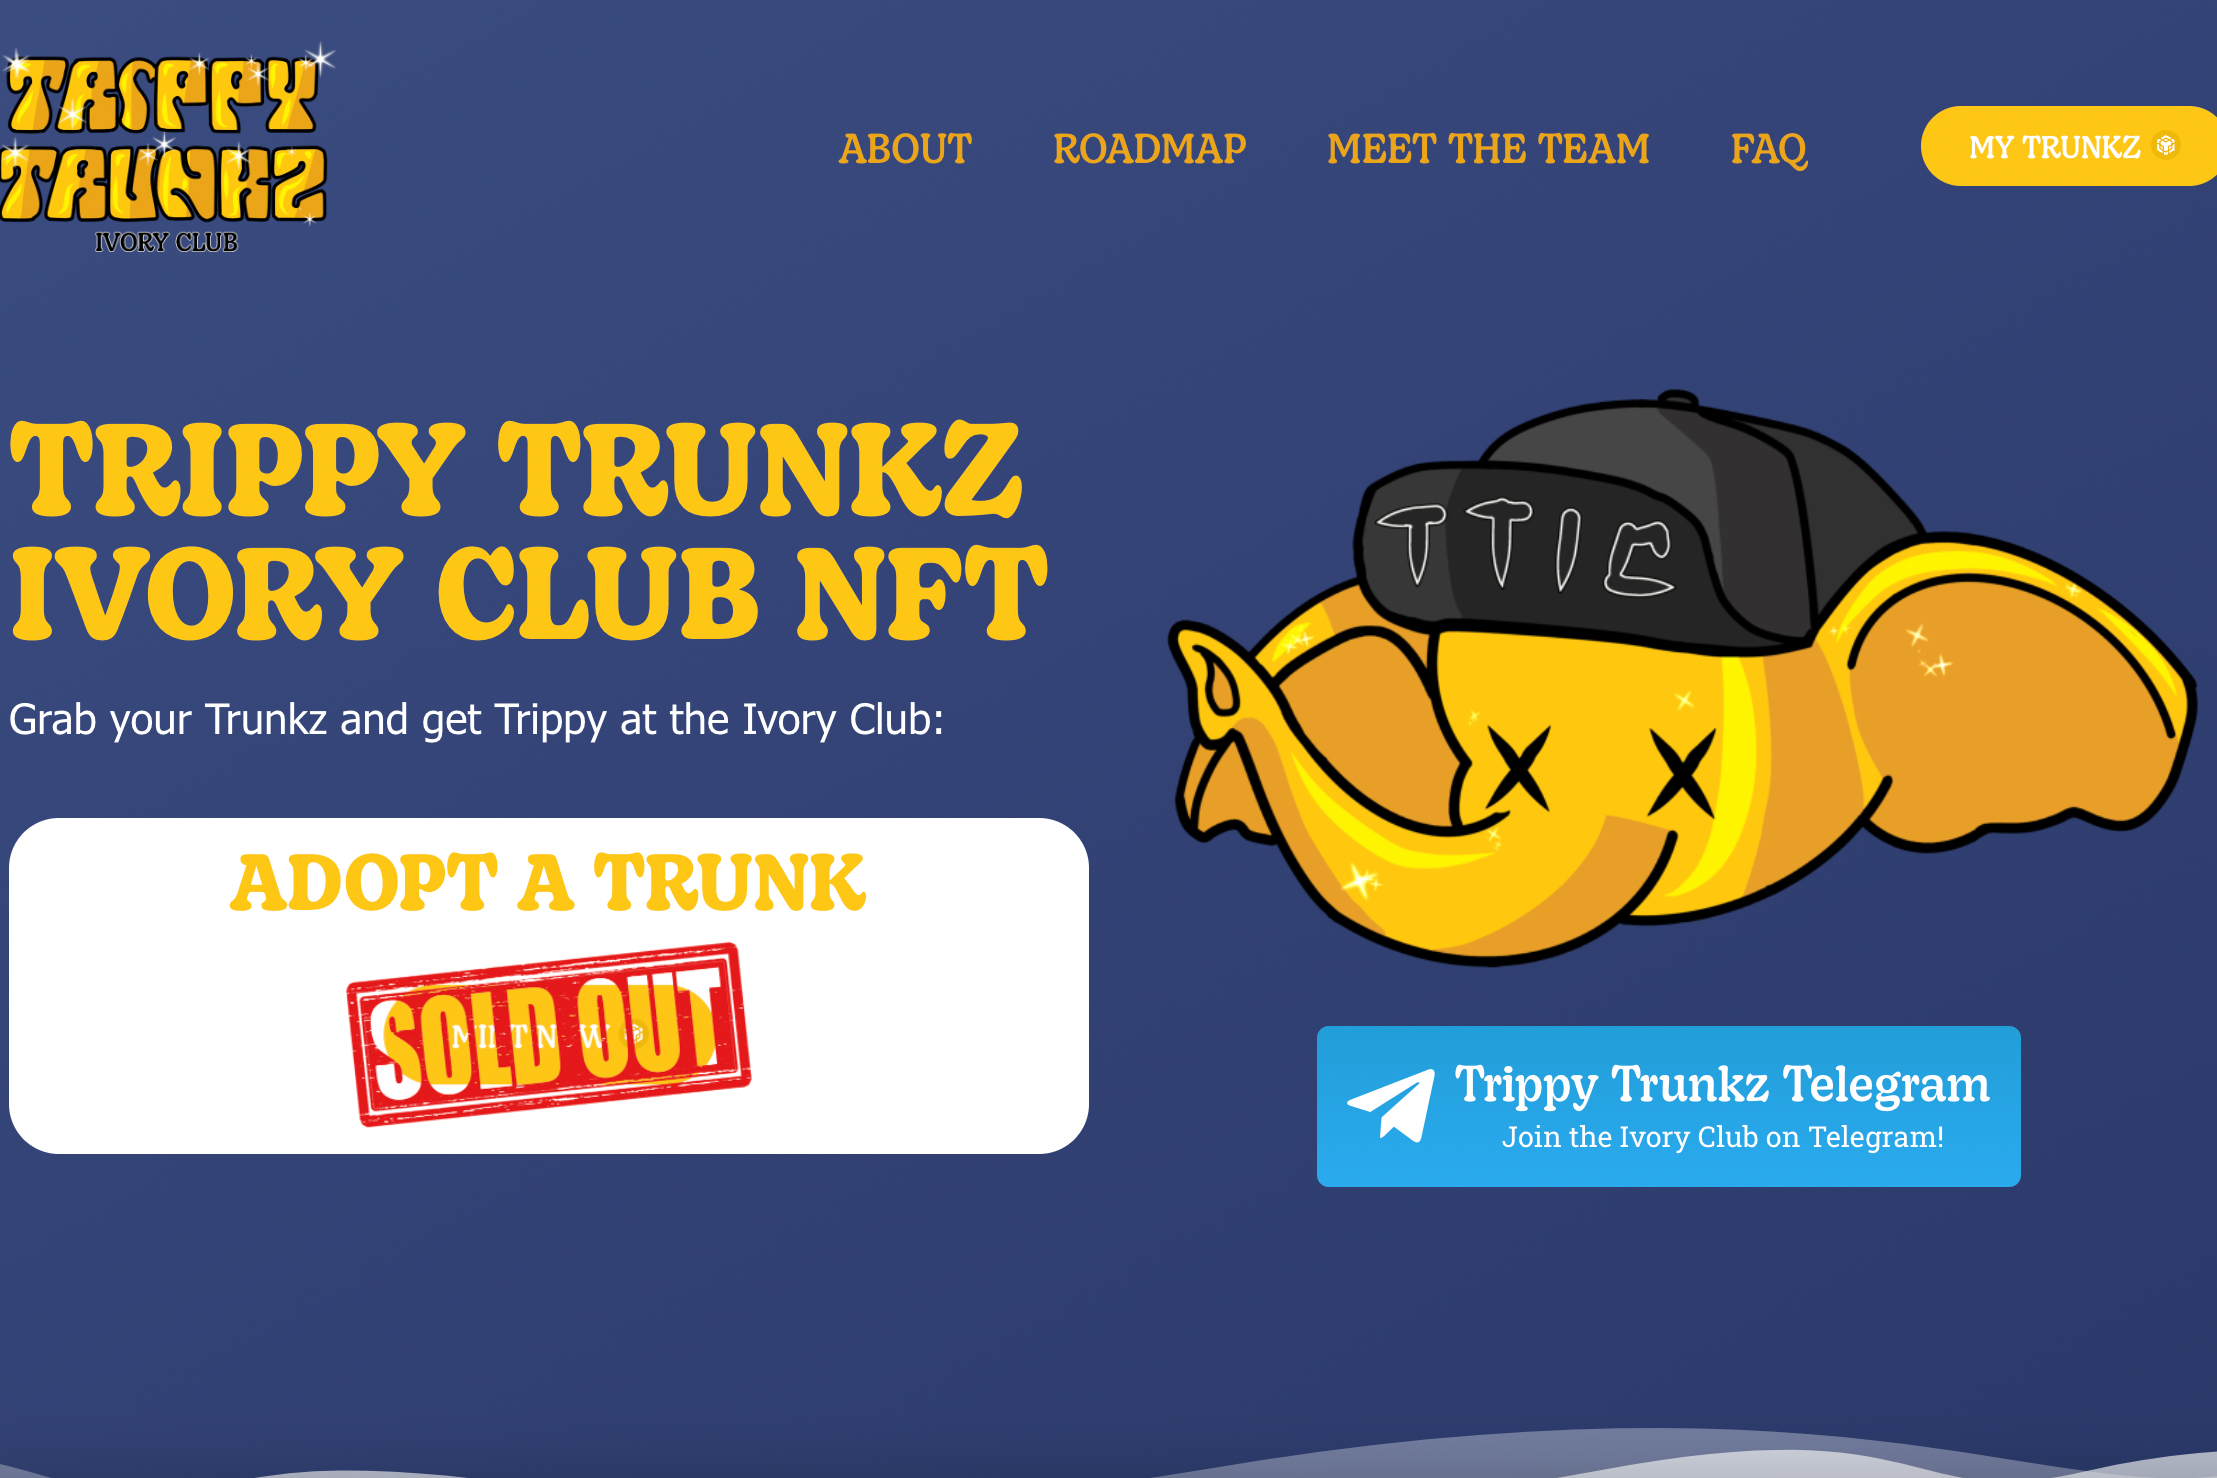 TRIPPY
TRUNKZ
IVORY CLUB
ABOUT
ROADMAP
MEET THE TEAM
FAQ
MY TRUNKZ
TRIPPY TRUNKZ
IVORY CLUB NFT
Grab your Trunkz and get Trippy at the Ivory Club:
ADOPT A TRUNK
SOLD OUT
TTIC
Trippy Trunkz Telegram
Join the Ivory Club on Telegram!